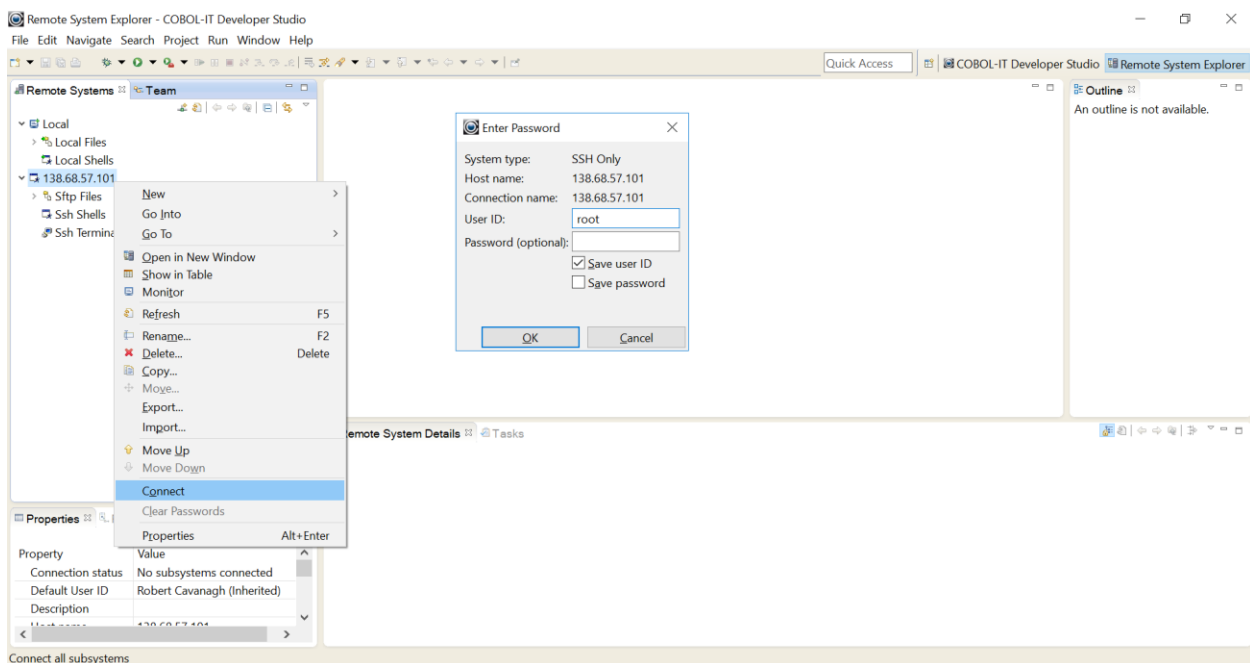 Remote System Explorer - COBOL-IT Developer Studio
File Edit Navigate Search Project Run Window Help
Quick Access
COBOL-IT Developer Studio
Remote System Explorer
Remote Systems
Team
Local
Local Files
Local Shells
138.68.57.101
Sftp Files
Ssh Shells
Ssh Termina
New
Go Into
Go To
Open in New Window
Show in Table
Monitor
Refresh F5
Rename... F2
Delete... Delete
Copy...
Move...
Export...
Import...
Move Up
Move Down
Connect
Clear Passwords
Properties Alt+Enter
Enter Password
System type: SSH Only
Host name: 138.68.57.101
Connection name: 138.68.57.101
User ID: root
Password (optional):
Save user ID
Save password
OK Cancel
Outline
An outline is not available.
emote System Details
Tasks
Properties
Property Value
Connection status No subsystems connected
Default User ID Robert Cavanagh (Inherited)
Description
Connect all subsystems